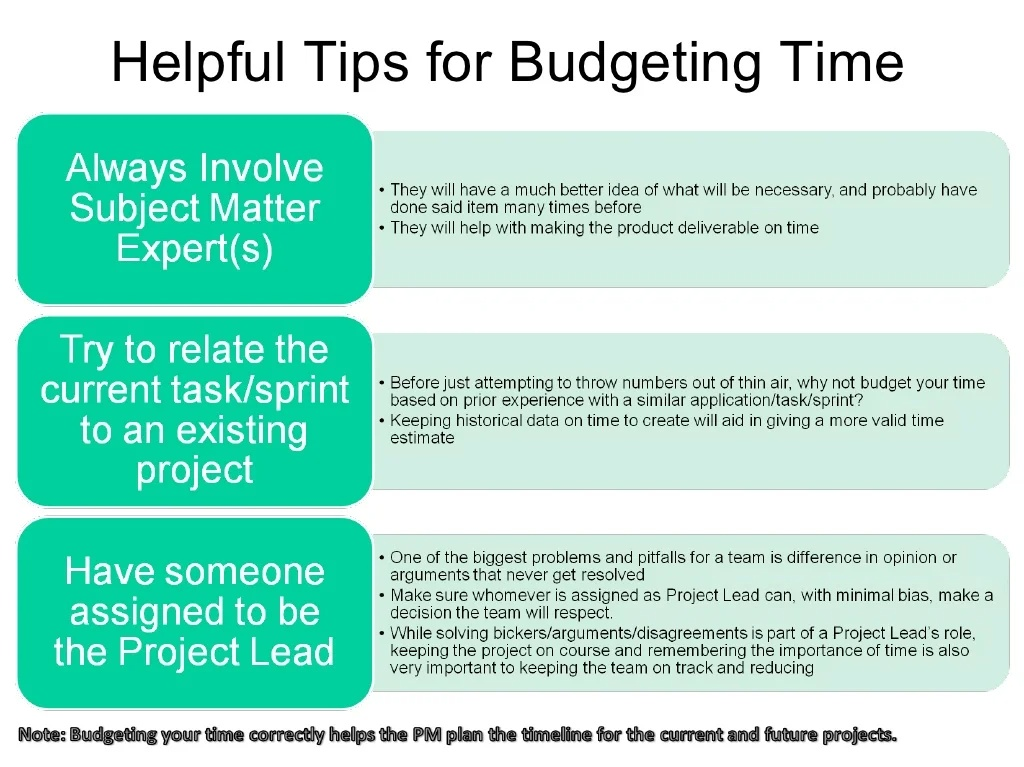 Helpful Tips for Budgeting Time
Always Involve
Subject Matter
Expert(s)
• They will have a much better idea of what will be necessary, and probably have
done said item many times before
• They will help with making the product deliverable on time
Try to relate the
current task/sprint
to an existing
project
• Before just attempting to throw numbers out of thin air, why not budget your time
based on prior experience with a similar application/task/sprint?
• Keeping historical data on time to create will aid in giving a more valid time
estimate
Have someone
assigned to be
the Project Lead
• One of the biggest problems and pitfalls for a team is difference in opinion or
arguments that never get resolved
• Make sure whomever is assigned as Project Lead can, with minimal bias, make a
decision the team will respect.
• While solving bickers/arguments/disagreements is part of a Project Lead's role,
keeping the project on course and remembering the importance of time is also
very important to keeping the team on track and reducing
Note: Budgeting your time correctly helps the PM plan the timeline for the current and future projects.